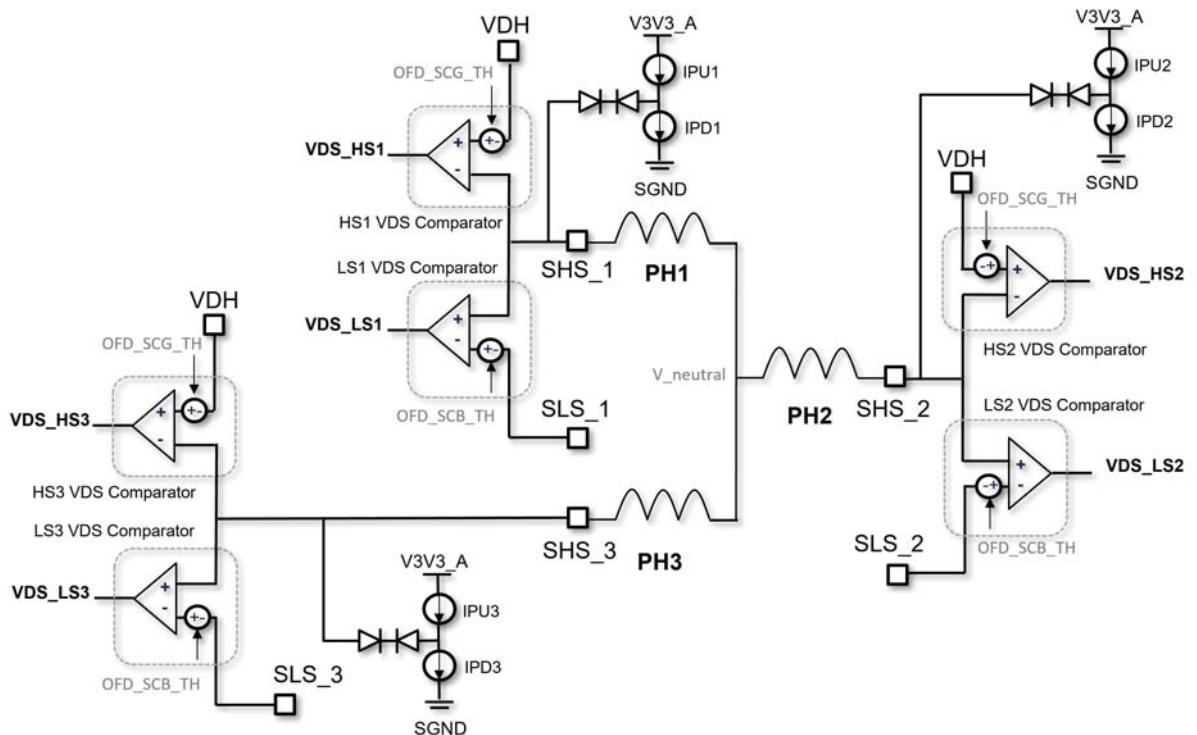 VDH
OFD_SCG_TH
VDS_HS1
+
-
+-
HS1 VDS Comparator
V3V3_A
IPU1
IPD1
SGND
LS1 VDS Comparator
SHS_1
PH1
VDS_LS1
+
-
+-
OFD_SCB_TH
SLS_1
V3V3_A
IPU2
IPD2
SGND
VDH
OFD_SCG_TH
-+
+
-
VDS_HS2
HS2 VDS Comparator
V_neutral
PH2
SHS_2
LS2 VDS Comparator
+
-
-+
VDS_LS2
SLS_2
OFD_SCB_TH
VDH
OFD_SCG_TH
VDS_HS3
+
-
+-
HS3 VDS Comparator
LS3 VDS Comparator
SHS_3
PH3
VDS_LS3
+
-
+-
OFD_SCB_TH
SLS_3
V3V3_A
IPU3
IPD3
SGND